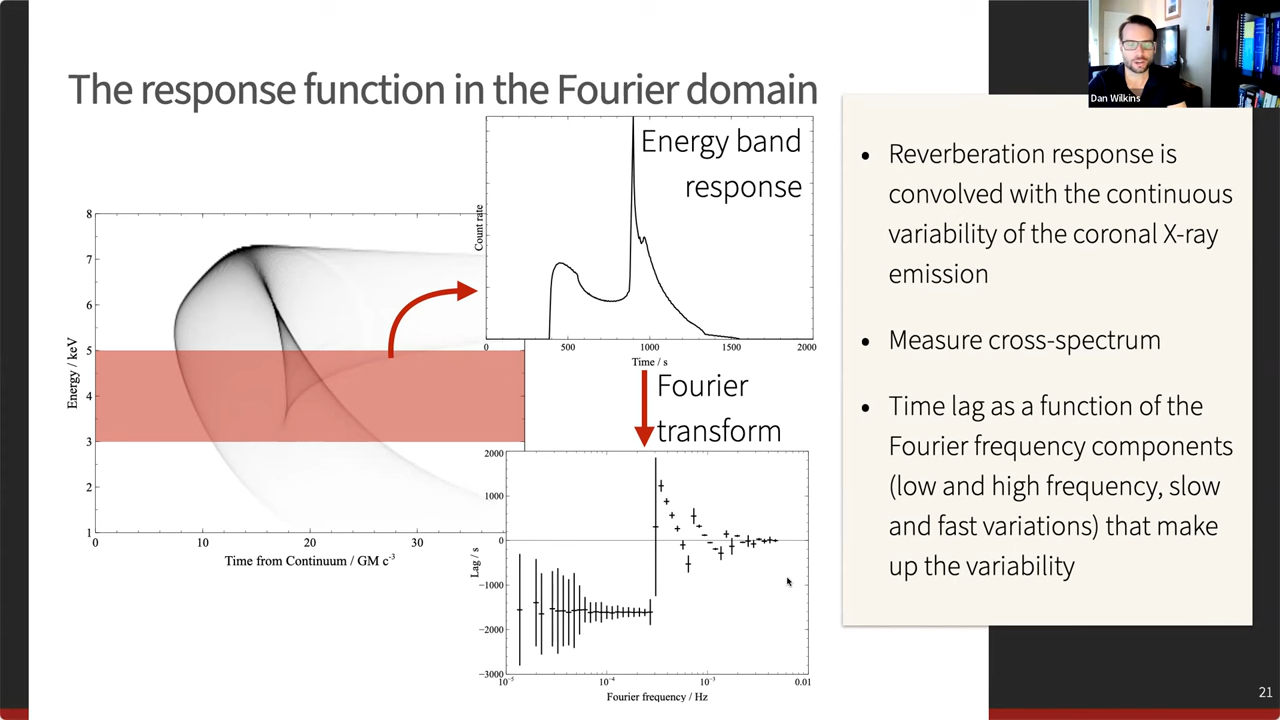 The response function in the Fourier domain
Dan Wilkins
Energy band
response
Count rate
0 500 1000 1500 2000
Time / s
8
7
6
5
4
3
2
1
Energy / keV
0 10 20 30
Time from Continuum / GM c⁻³
Fourier
transform
2000
1000
0
−1000
−2000
−3000
Lag / s
10⁻⁵ 10⁻⁴ 10⁻³ 0.01
Fourier frequency / Hz
• Reverberation response is
convolved with the continuous
variability of the coronal X-ray
emission
• Measure cross-spectrum
• Time lag as a function of the
Fourier frequency components
(low and high frequency, slow
and fast variations) that make
up the variability
21